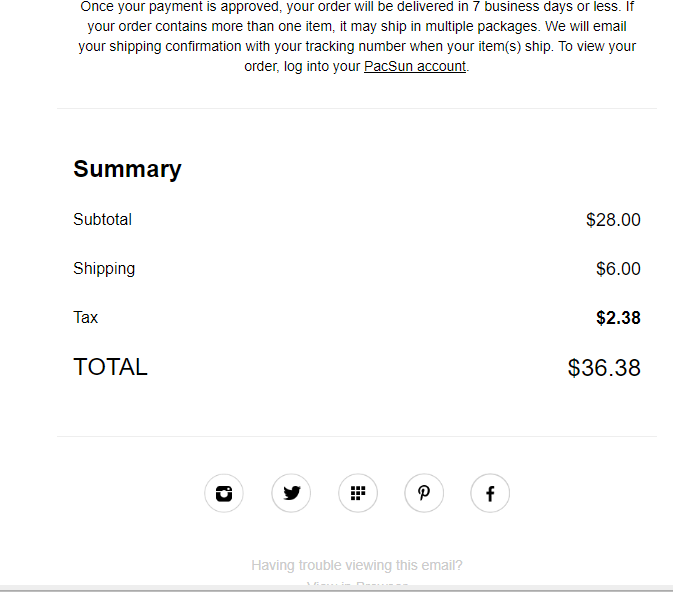 Once your payment is approved, your order will be delivered in 7 business days or less. If
your order contains more than one item, it may ship in multiple packages. We will email
your shipping confirmation with your tracking number when your item(s) ship. To view your
order, log into your PacSun account.
Summary
Subtotal $28.00
Shipping $6.00
Tax $2.38
TOTAL $36.38
Having trouble viewing this email?
View in Browser